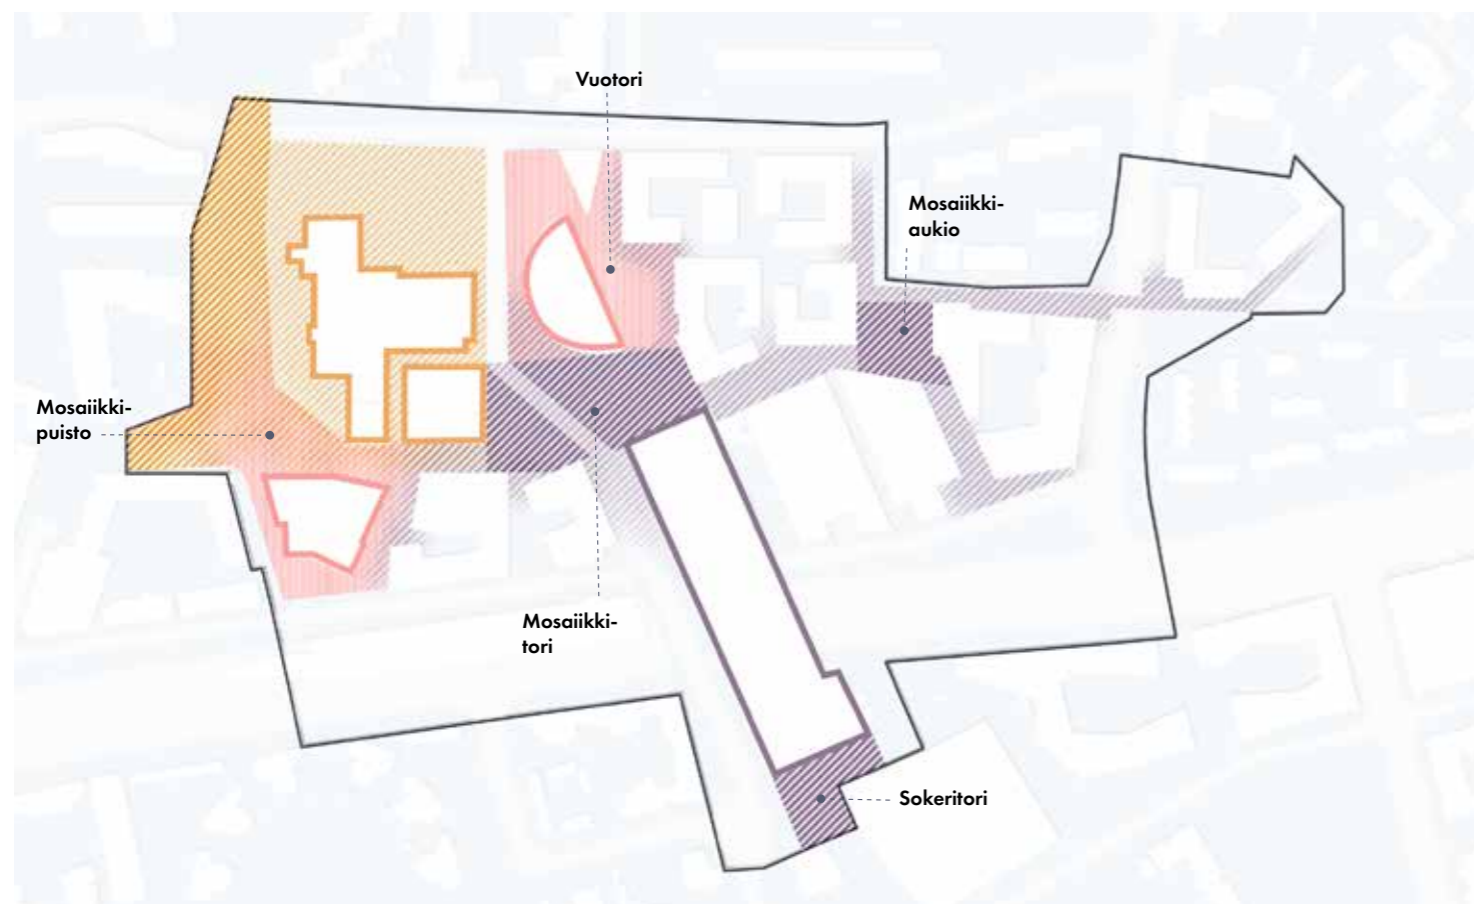 Vuotori
Mosaiikki-
aukio
Mosaiikki-
puisto
Mosaiikki-
tori
Sokeritori